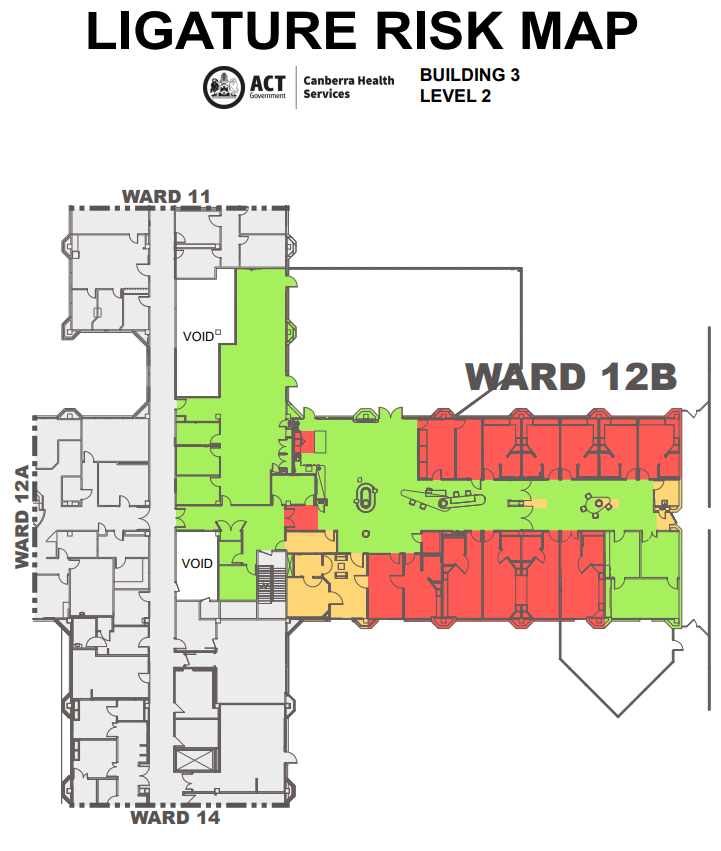 LIGATURE RISK MAP
ACT
Government
Canberra Health
Services
BUILDING 3
LEVEL 2
WARD 11
VOID
WARD 12B
WARD 12A
VOID
WARD 14